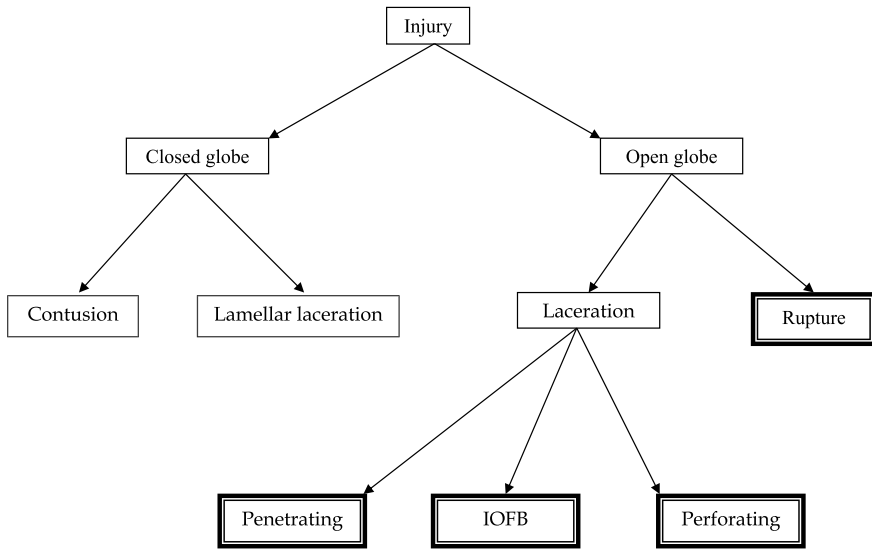 Injury
Closed globe
Open globe
Contusion
Lamellar laceration
Laceration
Rupture
Penetrating
IOFB
Perforating